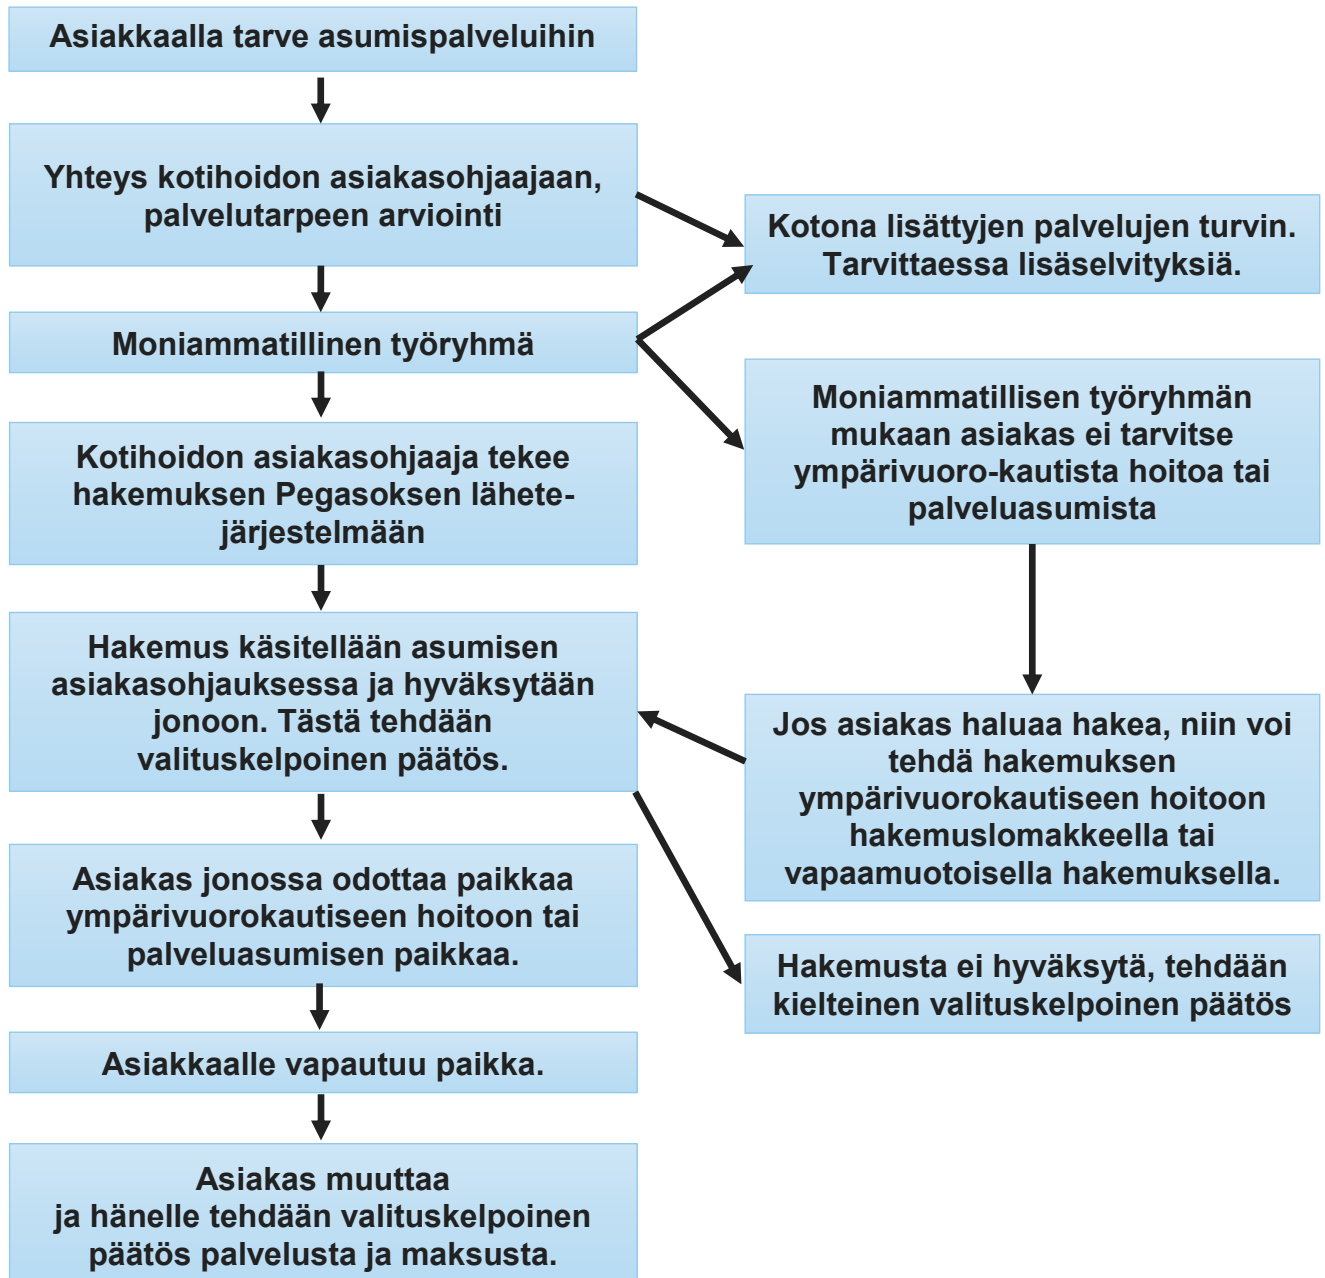 Asiakkaalla tarve asumispalveluihin
Yhteys kotihoidon asiakasohjaajaan,
palvelutarpeen arviointi
Kotona lisättyjen palvelujen turvin.
Tarvittaessa lisäselvityksiä.
Moniammatillinen työryhmä
Moniammatillisen työryhmän
mukaan asiakas ei tarvitse
ympärivuoro-kautista hoitoa tai
palveluasumista
Kotihoidon asiakasohjaaja tekee
hakemuksen Pegasoksen lähete-
järjestelmään
Hakemus käsitellään asumisen
asiakasohjauksessa ja hyväksytään
jonoon. Tästä tehdään
valituskelpoinen päätös.
Jos asiakas haluaa hakea, niin voi
tehdä hakemuksen
ympärivuorokautiseen hoitoon
hakemuslomakkeella tai
vapaamuotoisella hakemuksella.
Asiakas jonossa odottaa paikkaa
ympärivuorokautiseen hoitoon tai
palveluasumisen paikkaa.
Hakemusta ei hyväksytä, tehdään
kielteinen valituskelpoinen päätös
Asiakkaalle vapautuu paikka.
Asiakas muuttaa
ja hänelle tehdään valituskelpoinen
päätös palvelusta ja maksusta.